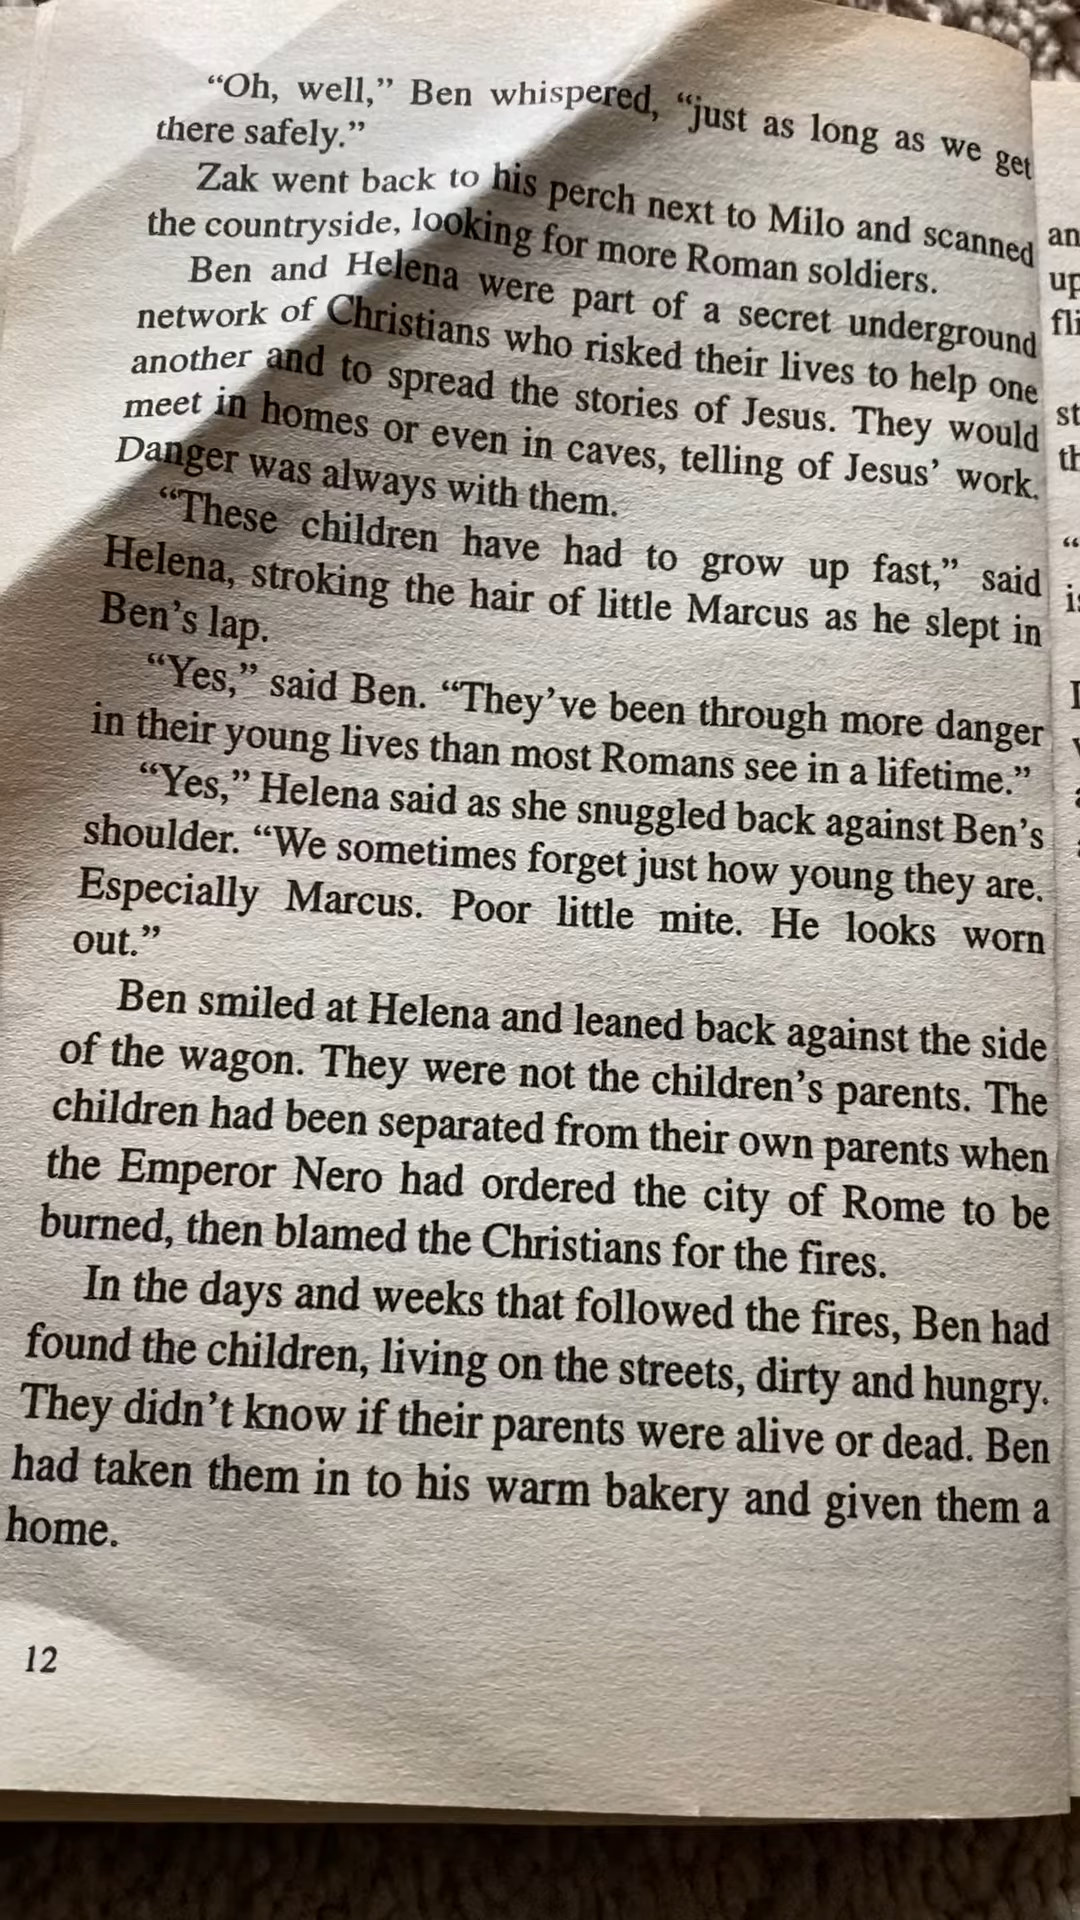 “Oh, well,” Ben whispered, “just as long as we get
there safely.”
Zak went back to his perch next to Milo and scanned
the countryside, looking for more Roman soldiers.
Ben and Helena were part of a secret underground
network of Christians who risked their lives to help one
another and to spread the stories of Jesus. They would
meet in homes or even in caves, telling of Jesus’ work.
Danger was always with them.
“These children have had to grow up fast,” said
Helena, stroking the hair of little Marcus as he slept in
Ben’s lap.
“Yes,” said Ben. “They’ve been through more danger
in their young lives than most Romans see in a lifetime.”
“Yes,” Helena said as she snuggled back against Ben’s
shoulder. “We sometimes forget just how young they are.
Especially Marcus. Poor little mite. He looks worn
out.”
Ben smiled at Helena and leaned back against the side
of the wagon. They were not the children’s parents. The
children had been separated from their own parents when
the Emperor Nero had ordered the city of Rome to be
burned, then blamed the Christians for the fires.
In the days and weeks that followed the fires, Ben had
found the children, living on the streets, dirty and hungry.
They didn’t know if their parents were alive or dead. Ben
had taken them in to his warm bakery and given them a
home.
12